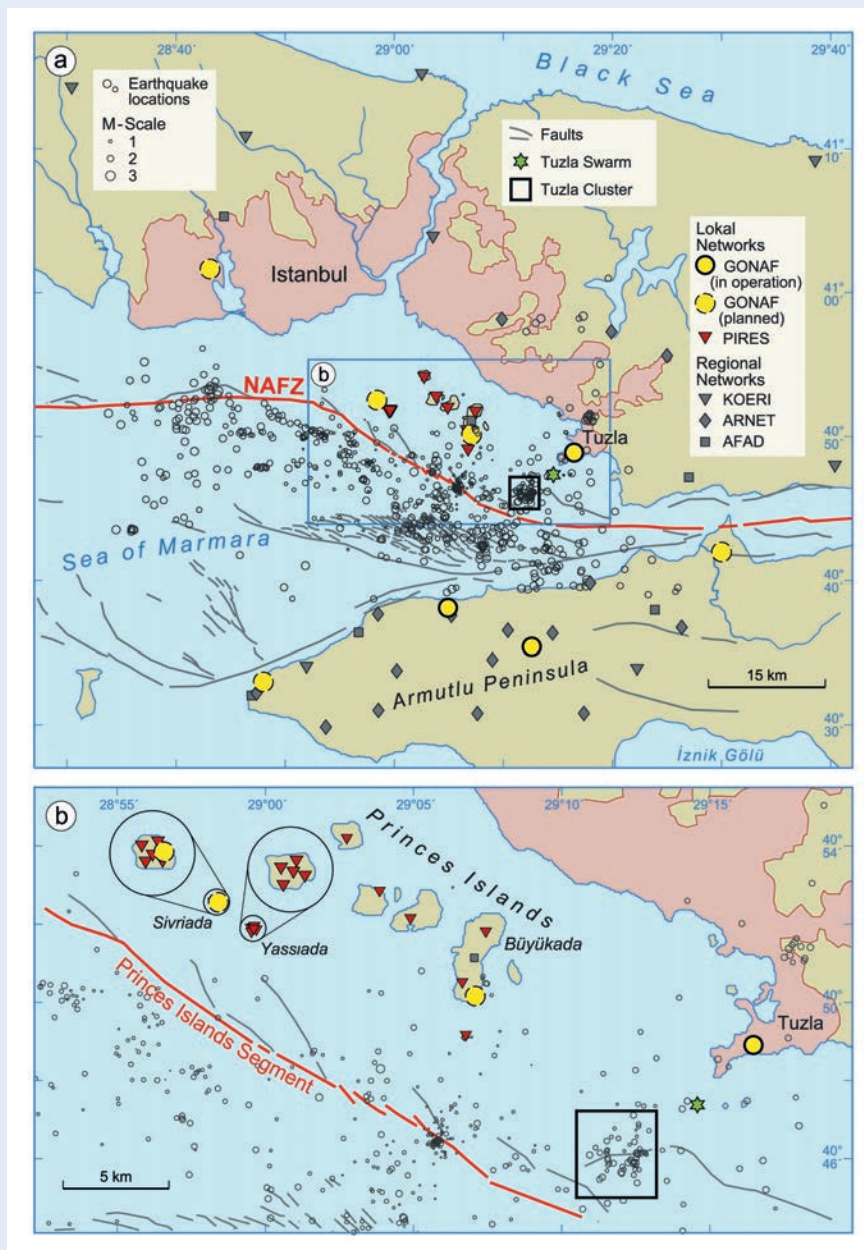 a
28°40´
29°00´
29°20´
29°40´
Black Sea
Earthquake
locations
M-Scale
1
2
3
Faults
Tuzla Swarm
Tuzla Cluster
41°
10´
Lokal
Networks
GONAF
(in operation)
GONAF
(planned)
PIRES
Regional
Networks
KOERI
ARNET
AFAD
Istanbul
41°
00´
NAFZ
b
40°
50´
Tuzla
Sea of Marmara
40°
40´
Armutlu Peninsula
15 km
40°
30´
İznik Gölü
b
28°55´
29°00´
29°05´
29°10´
29°15´
40°
54´
Princes Islands
Sivriada
Yassıada
Büyükada
40°
50´
Princes Islands Segment
Tuzla
40°
46´
5 km